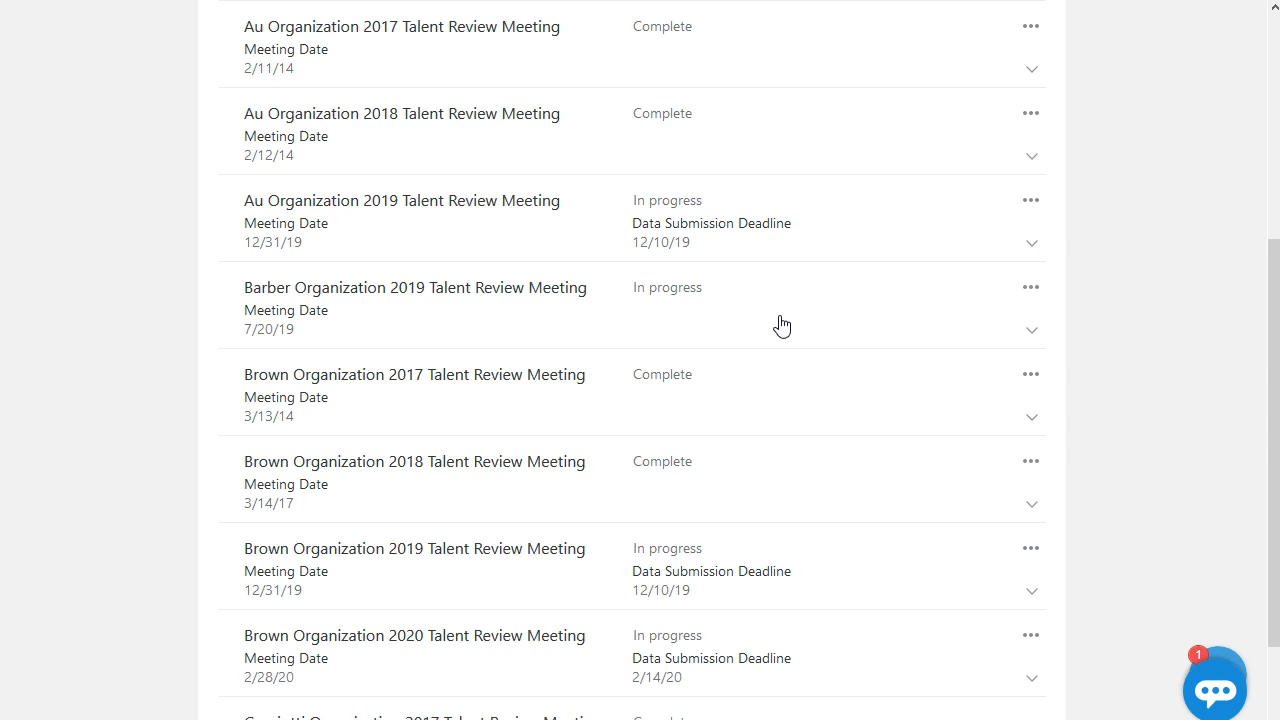 Au Organization 2017 Talent Review Meeting Complete
Meeting Date
2/11/14
Au Organization 2018 Talent Review Meeting Complete
Meeting Date
2/12/14
Au Organization 2019 Talent Review Meeting In progress
Meeting Date Data Submission Deadline
12/31/19 12/10/19
Barber Organization 2019 Talent Review Meeting In progress
Meeting Date
7/20/19
Brown Organization 2017 Talent Review Meeting Complete
Meeting Date
3/13/14
Brown Organization 2018 Talent Review Meeting Complete
Meeting Date
3/14/17
Brown Organization 2019 Talent Review Meeting In progress
Meeting Date Data Submission Deadline
12/31/19 12/10/19
Brown Organization 2020 Talent Review Meeting In progress
Meeting Date Data Submission Deadline
2/28/20 2/14/20
1